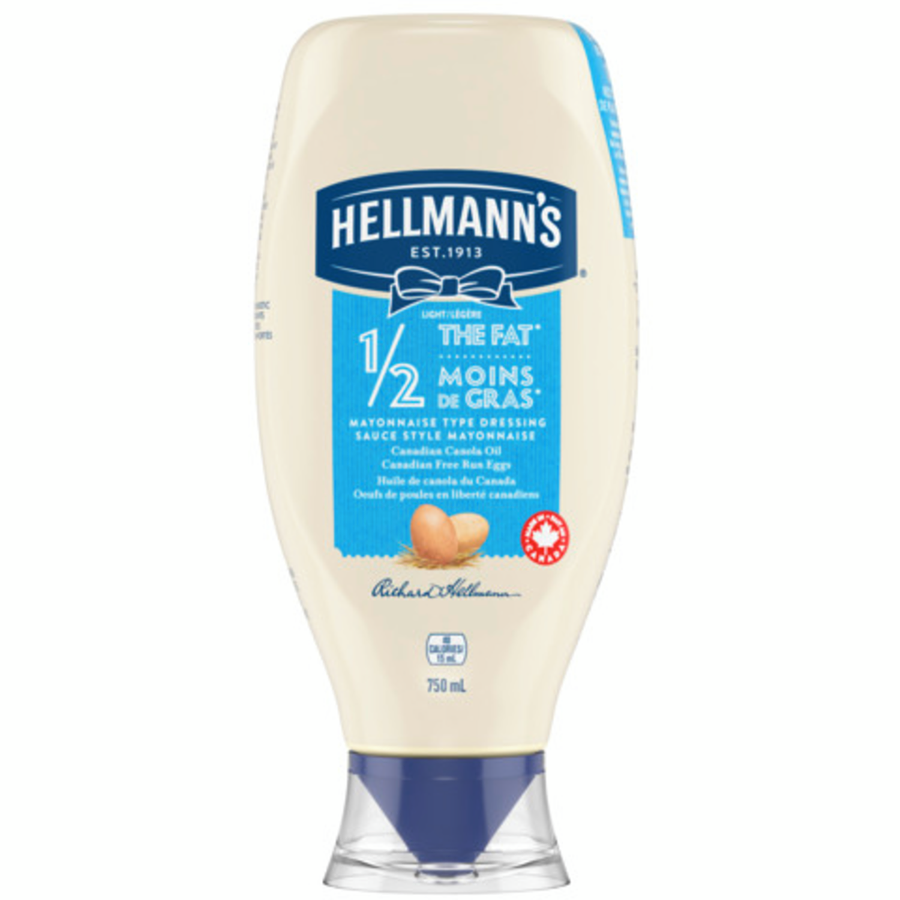 HELLMANN'S
EST.1913
®
LIGHT/LÉGÈRE
1/2 THE FAT*
MOINS
DE GRAS*
MAYONNAISE TYPE DRESSING
SAUCE STYLE MAYONNAISE
Canadian Canola Oil
Canadian Free Run Eggs
Huile de canola du Canada
Oeufs de poules en liberté canadiens
CANADA
Richard Hellmann
CALORIES/
15 mL
750 mL